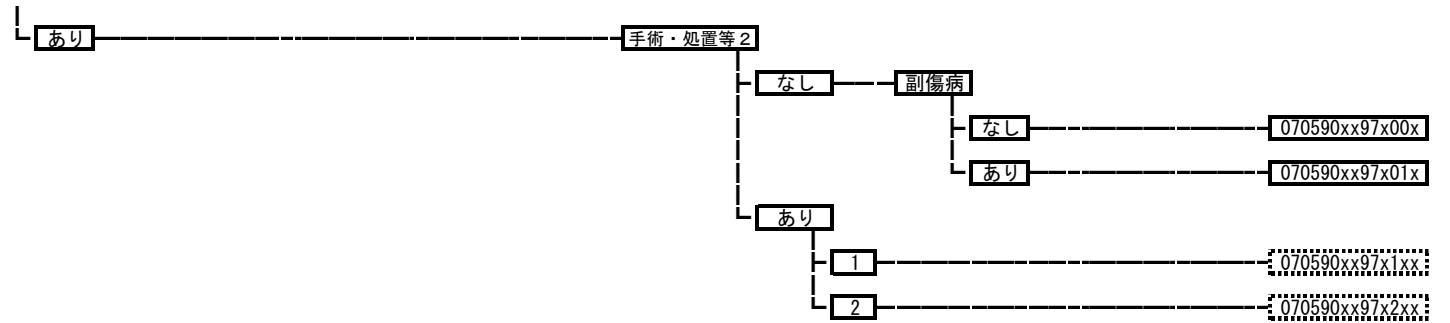 あり 手術・処置等２
なし 副傷病
なし 070590xx97x00x
あり 070590xx97x01x
あり
1 070590xx97x1xx
2 070590xx97x2xx